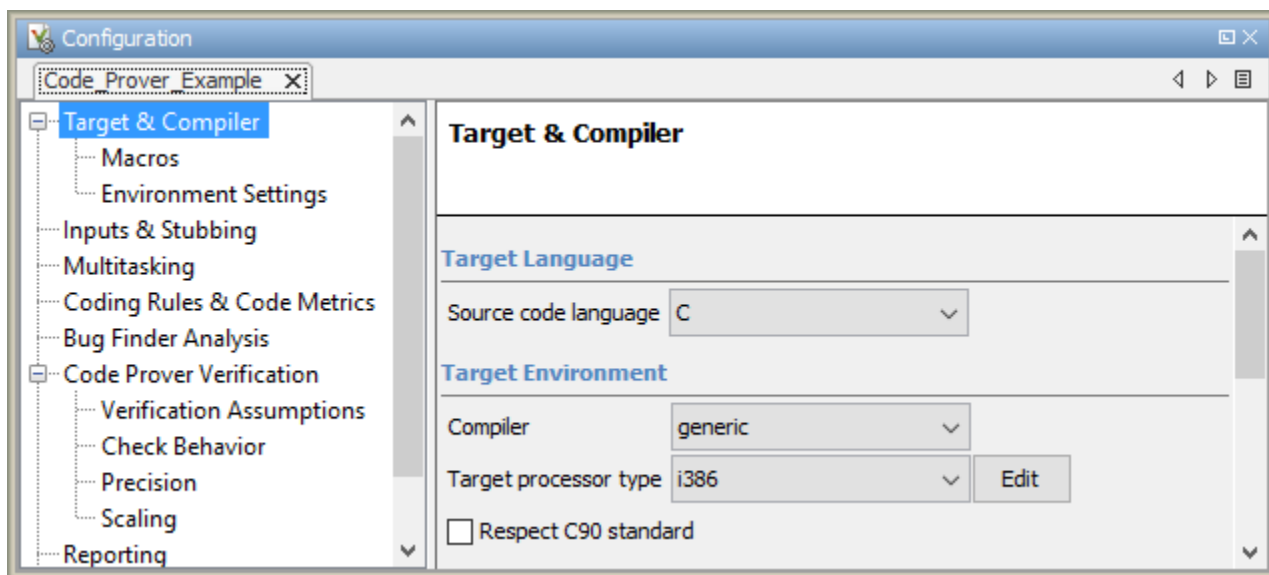 Configuration
Code_Prover_Example
Target & Compiler
Macros
Environment Settings
Inputs & Stubbing
Multitasking
Coding Rules & Code Metrics
Bug Finder Analysis
Code Prover Verification
Verification Assumptions
Check Behavior
Precision
Scaling
Reporting
Target & Compiler
Target Language
Source code language C
Target Environment
Compiler generic
Target processor type i386 Edit
Respect C90 standard